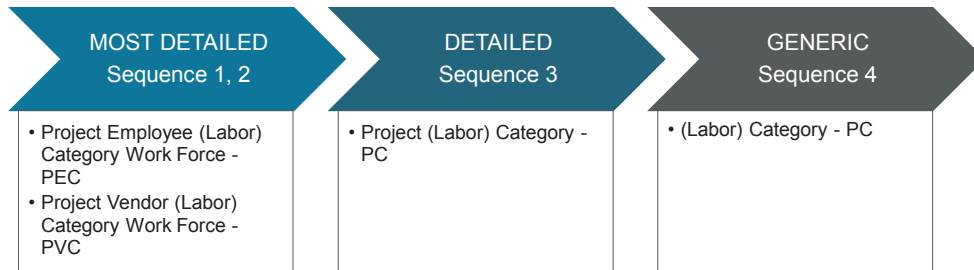 MOST DETAILED
Sequence 1, 2
• Project Employee (Labor)
Category Work Force -
PEC
• Project Vendor (Labor)
Category Work Force -
PVC
DETAILED
Sequence 3
• Project (Labor) Category -
PC
GENERIC
Sequence 4
• (Labor) Category - PC